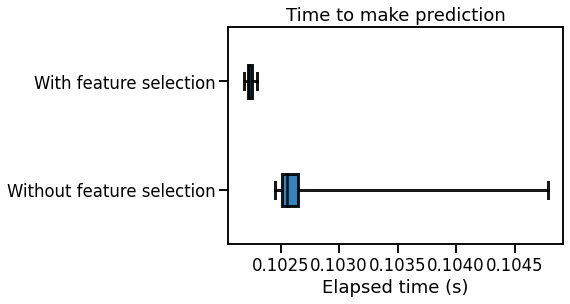 Time to make prediction
With feature selection
Without feature selection
0.1025 0.1030 0.1035 0.1040 0.1045
Elapsed time (s)